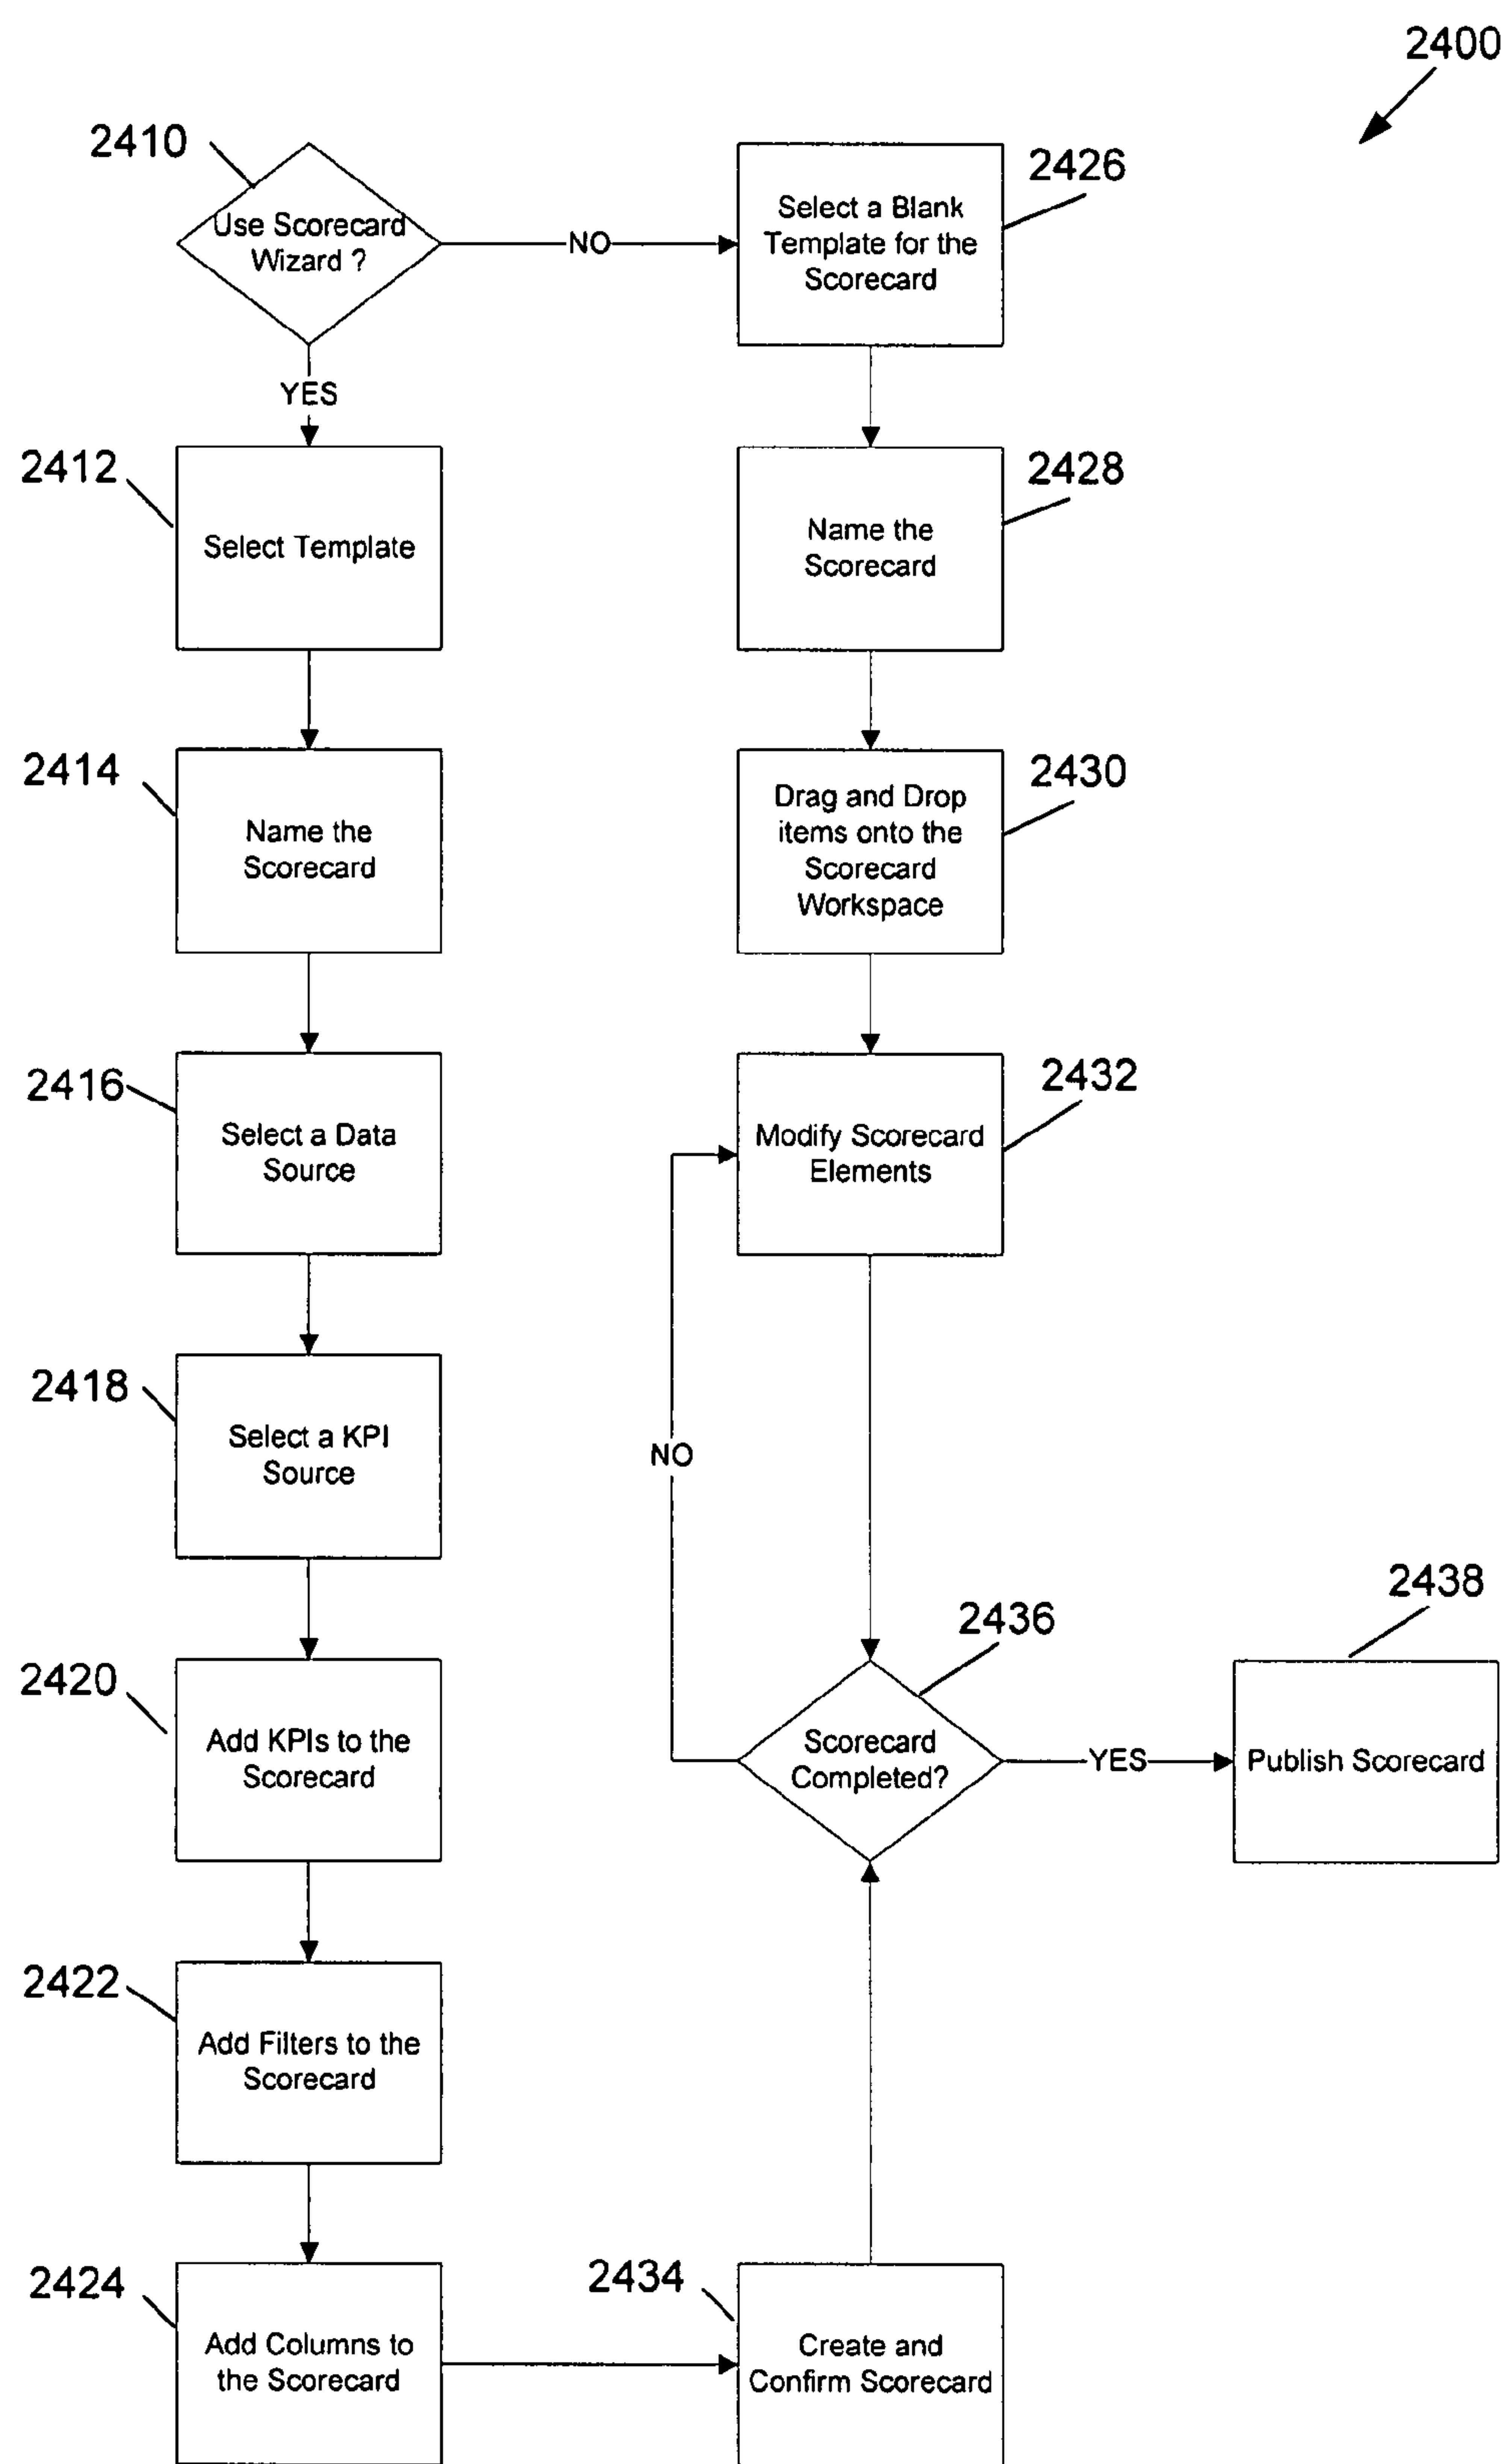 2400
2410
Use Scorecard
Wizard ?
NO
2426
Select a Blank
Template for the
Scorecard
YES
2412
Select Template
2428
Name the
Scorecard
2414
Name the
Scorecard
2430
Drag and Drop
items onto the
Scorecard
Workspace
2416
Select a Data
Source
2432
Modify Scorecard
Elements
2418
Select a KPI
Source
NO
2420
Add KPIs to the
Scorecard
2436
Scorecard
Completed?
YES
2438
Publish Scorecard
2422
Add Filters to the
Scorecard
2424
Add Columns to
the Scorecard
2434
Create and
Confirm Scorecard